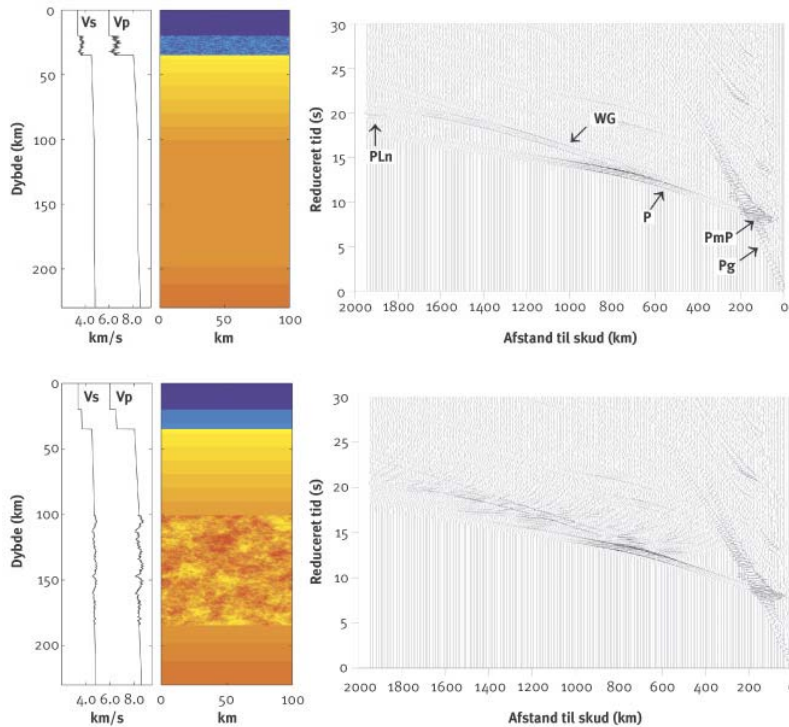 Vs Vp
0
50
100
150
200
Dybde (km)
4.0 6.0 8.0
km/s
0 50 100
km
30
25
20
15
10
5
0
Reduceret tid (s)
PLn
WG
P
PmP
Pg
2000 1800 1600 1400 1200 1000 800 600 400 200 0
Afstand til skud (km)
Vs Vp
0
50
100
150
200
Dybde (km)
4.0 6.0 8.0
km/s
0 50 100
km
30
25
20
15
10
5
0
Reduceret tid (s)
2000 1800 1600 1400 1200 1000 800 600 400 200 0
Afstand til skud (km)